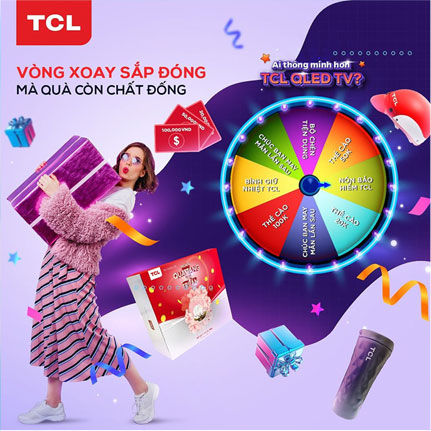 TCL
VÒNG XOAY SẮP ĐÓNG
MÀ QUÀ CÒN CHẤT ĐỐNG
Ai thông minh hơn
TCL QLED TV?
TCL
100,000 VND
$
CHÚC BẠN MAY
MẮN LẦN SAU
BỘ CHÉN
TIỆN DỤNG
THẺ CÀO
BÌNH GIỮ
NHIỆT TCL
NÓN BẢO
HIỂM TCL
THẺ CÀO
100K
CHÚC BẠN MAY
MẮN LẦN SAU
THẺ CÀO
TCL
TCL